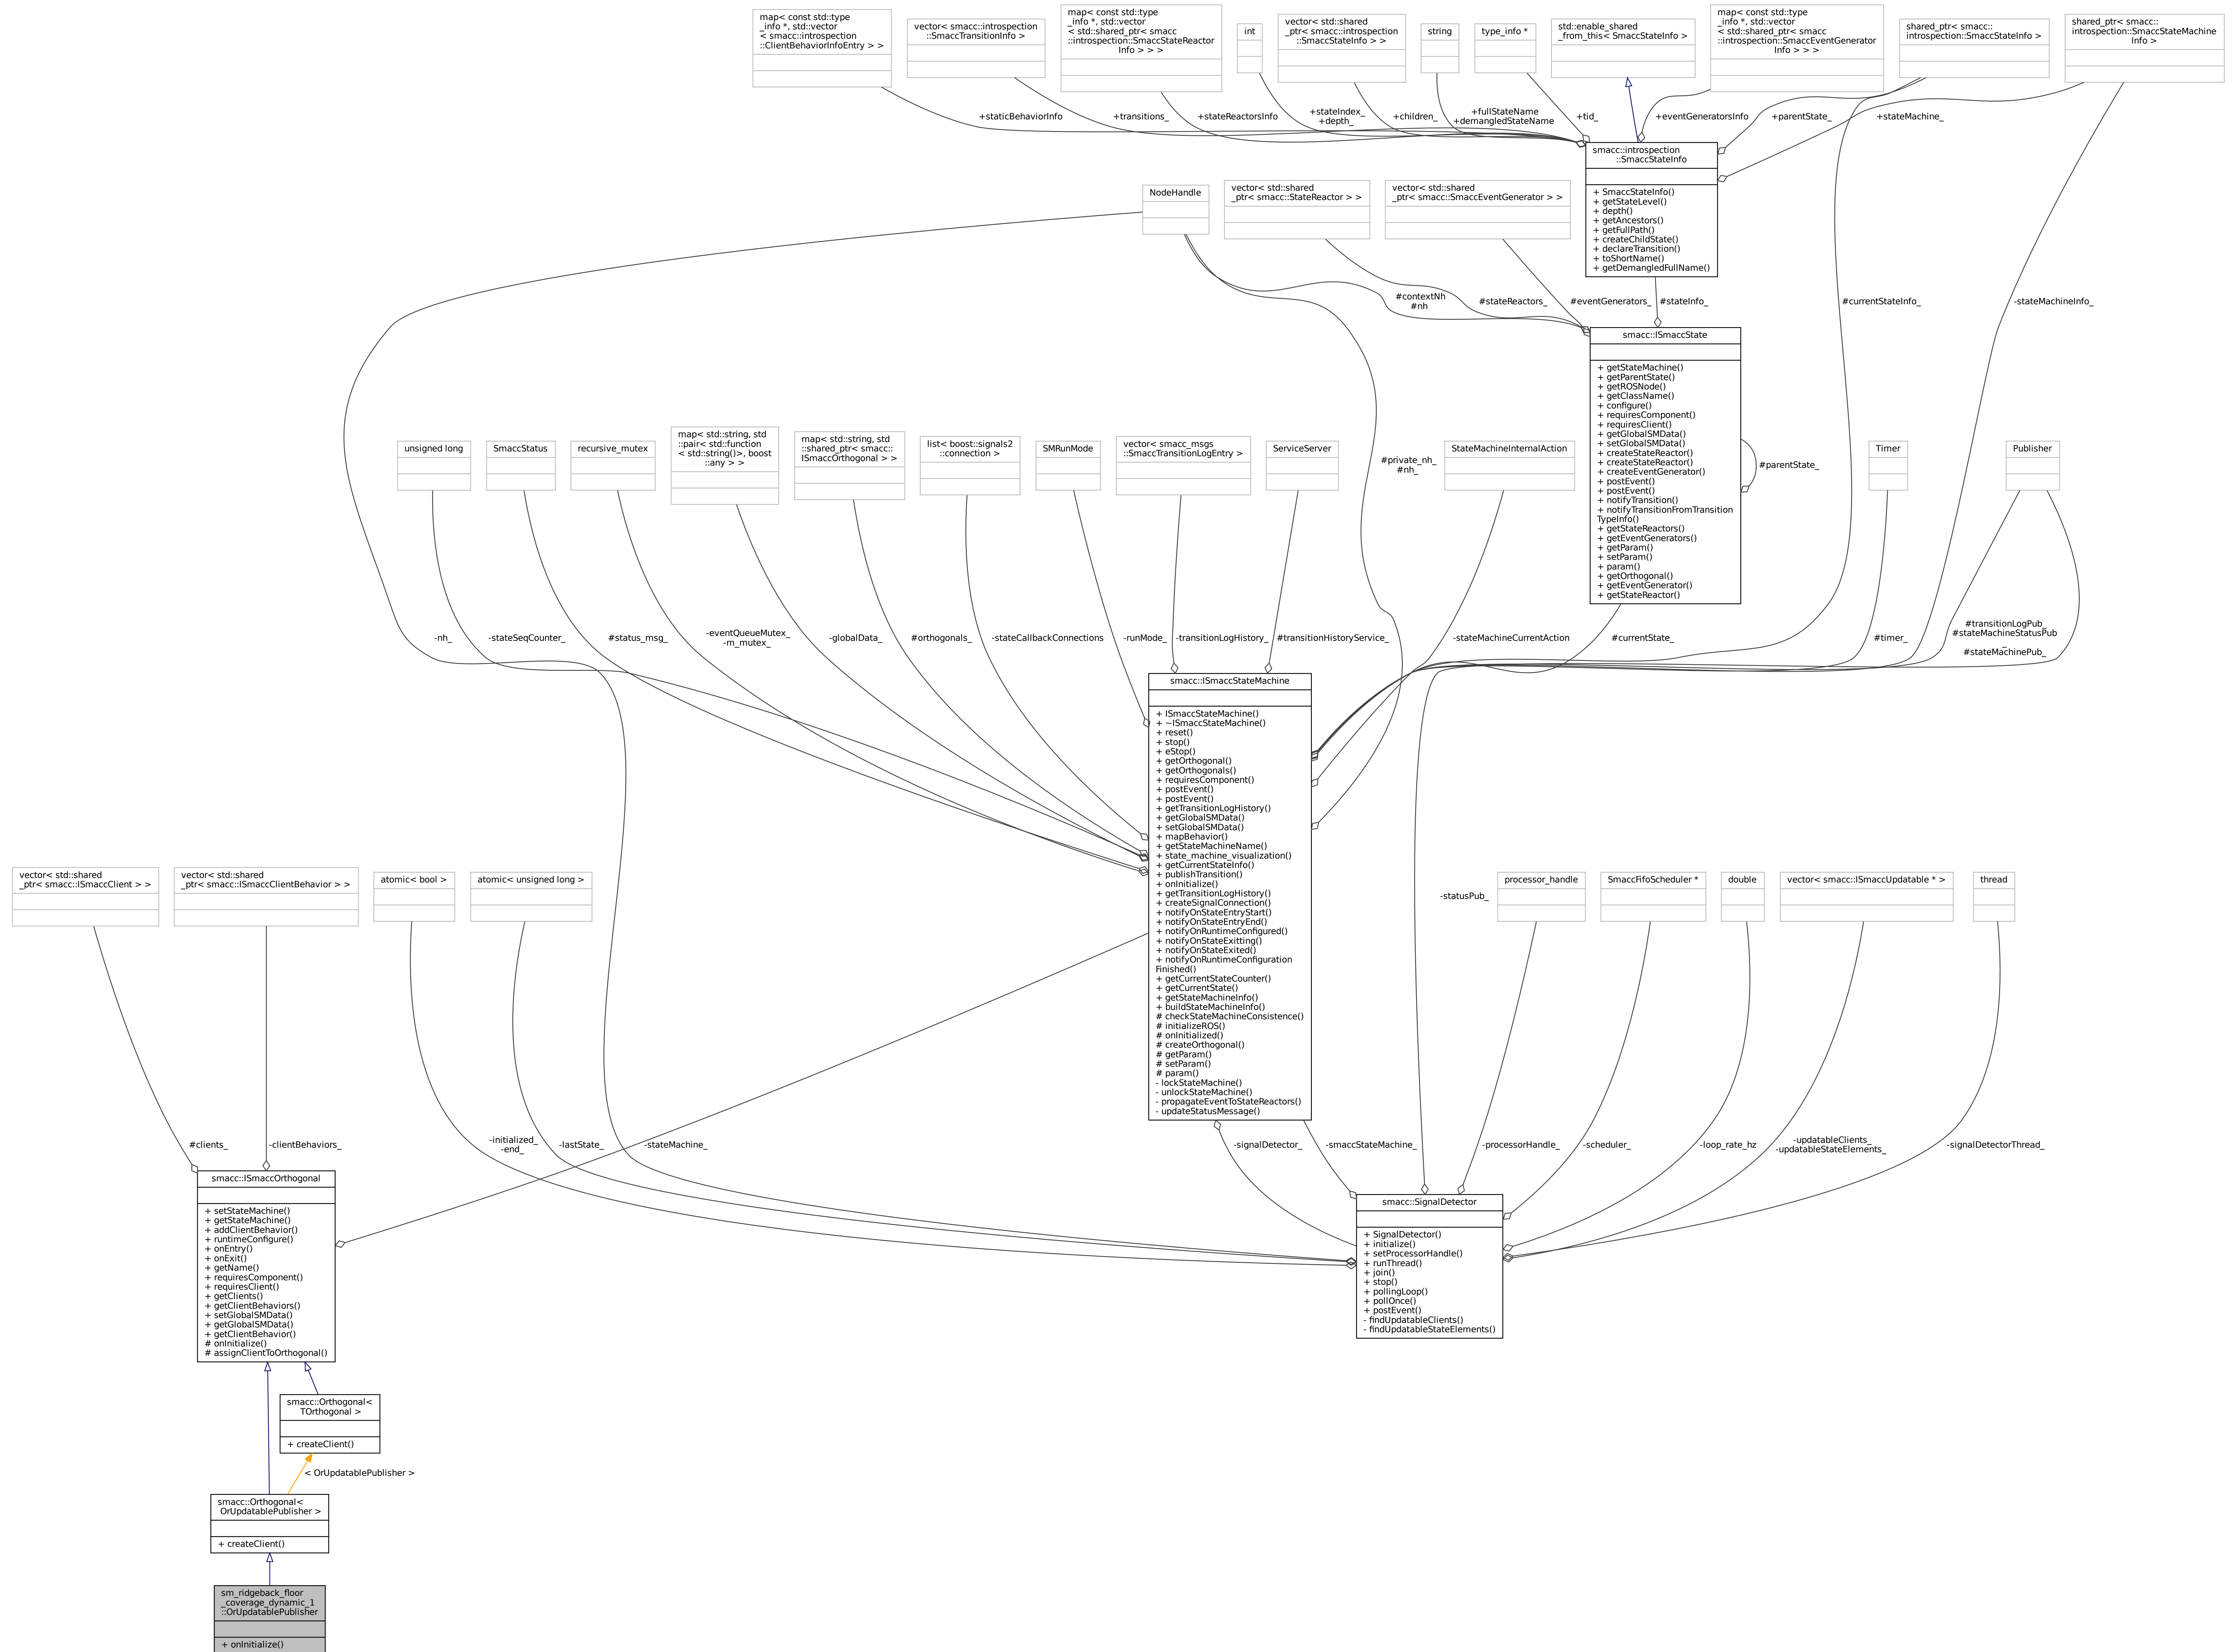 map< const std::type
_info *, std::vector
< smacc::introspection
::ClientBehaviorInfoEntry > >
vector< smacc::introspection
::SmaccTransitionInfo >
map< const std::type
_info *, std::vector
< std::shared_ptr< smacc
::introspection::SmaccStateReactor
Info > > >
int
vector< std::shared
_ptr< smacc::introspection
::SmaccStateInfo > >
string
type_info *
std::enable_shared
_from_this< SmaccStateInfo >
map< const std::type
_info *, std::vector
< std::shared_ptr< smacc
::introspection::SmaccEventGenerator
Info > > >
shared_ptr< smacc::
introspection::SmaccStateInfo >
shared_ptr< smacc::
introspection::SmaccStateMachine
Info >
+staticBehaviorInfo
+transitions_
+stateReactorsInfo
+stateIndex_
+depth_
+children_
+fullStateName
+demangledStateName
+tid_
+eventGeneratorsInfo
+parentState_
+stateMachine_
smacc::introspection
::SmaccStateInfo
+ SmaccStateInfo()
+ getStateLevel()
+ depth()
+ getAncestors()
+ getFullPath()
+ createChildState()
+ declareTransition()
+ toShortName()
+ getDemangledFullName()
NodeHandle
vector< std::shared
_ptr< smacc::StateReactor > >
vector< std::shared
_ptr< smacc::SmaccEventGenerator > >
#contextNh
#nh
#stateReactors_
#eventGenerators_
#stateInfo_
#currentStateInfo_
-stateMachineInfo_
smacc::ISmaccState
+ getStateMachine()
+ getParentState()
+ getROSNode()
+ getClassName()
+ configure()
+ requiresComponent()
+ requiresClient()
+ getGlobalSMData()
+ setGlobalSMData()
+ createStateReactor()
+ createStateReactor()
+ createEventGenerator()
+ postEvent()
+ postEvent()
+ notifyTransition()
+ notifyTransitionFromTransition
TypeInfo()
+ getStateReactors()
+ getEventGenerators()
+ getParam()
+ setParam()
+ param()
+ getOrthogonal()
+ getEventGenerator()
+ getStateReactor()
#parentState_
unsigned long
SmaccStatus
recursive_mutex
map< std::string, std
::pair< std::function
< std::string()>, boost
::any > >
map< std::string, std
::shared_ptr< smacc::
ISmaccOrthogonal > >
list< boost::signals2
::connection >
SMRunMode
vector< smacc_msgs
::SmaccTransitionLogEntry >
ServiceServer
#private_nh_
#nh_
StateMachineInternalAction
Timer
Publisher
-nh_
-stateSeqCounter_
#status_msg_
-eventQueueMutex_
-m_mutex_
-globalData_
#orthogonals_
-stateCallbackConnections
-runMode_
-transitionLogHistory_
#transitionHistoryService_
-stateMachineCurrentAction
#currentState_
#timer_
#transitionLogPub_
#stateMachineStatusPub
_
#stateMachinePub_
smacc::ISmaccStateMachine
+ ISmaccStateMachine()
+ ~ISmaccStateMachine()
+ reset()
+ stop()
+ eStop()
+ getOrthogonal()
+ getOrthogonals()
+ requiresComponent()
+ postEvent()
+ postEvent()
+ getTransitionLogHistory()
+ getGlobalSMData()
+ setGlobalSMData()
+ mapBehavior()
+ getStateMachineName()
+ state_machine_visualization()
+ getCurrentStateInfo()
+ publishTransition()
+ onInitialize()
+ getTransitionLogHistory()
+ createSignalConnection()
+ notifyOnStateEntryStart()
+ notifyOnStateEntryEnd()
+ notifyOnRuntimeConfigured()
+ notifyOnStateExitting()
+ notifyOnStateExited()
+ notifyOnRuntimeConfiguration
Finished()
+ getCurrentStateCounter()
+ getCurrentState()
+ getStateMachineInfo()
+ buildStateMachineInfo()
# checkStateMachineConsistence()
# initializeROS()
# onInitialized()
# createOrthogonal()
# getParam()
# setParam()
# param()
- lockStateMachine()
- unlockStateMachine()
- propagateEventToStateReactors()
- updateStatusMessage()
vector< std::shared
_ptr< smacc::ISmaccClient > >
vector< std::shared
_ptr< smacc::ISmaccClientBehavior > >
atomic< bool >
atomic< unsigned long >
-statusPub_
processor_handle
SmaccFifoScheduler *
double
vector< smacc::ISmaccUpdatable * >
thread
#clients_
-clientBehaviors_
-initialized_
-end_
-lastState_
-stateMachine_
-signalDetector_
-smaccStateMachine_
-processorHandle_
-scheduler_
-loop_rate_hz
-updatableClients_
-updatableStateElements_
-signalDetectorThread_
smacc::ISmaccOrthogonal
+ setStateMachine()
+ getStateMachine()
+ addClientBehavior()
+ runtimeConfigure()
+ onEntry()
+ onExit()
+ getName()
+ requiresComponent()
+ requiresClient()
+ getClients()
+ getClientBehaviors()
+ setGlobalSMData()
+ getGlobalSMData()
+ getClientBehavior()
# onInitialize()
# assignClientToOrthogonal()
smacc::SignalDetector
+ SignalDetector()
+ initialize()
+ setProcessorHandle()
+ runThread()
+ join()
+ stop()
+ pollingLoop()
+ pollOnce()
+ postEvent()
- findUpdatableClients()
- findUpdatableStateElements()
smacc::Orthogonal<
TOrthogonal >
+ createClient()
< OrUpdatablePublisher >
smacc::Orthogonal<
OrUpdatablePublisher >
+ createClient()
sm_ridgeback_floor
_coverage_dynamic_1
::OrUpdatablePublisher
+ onInitialize()